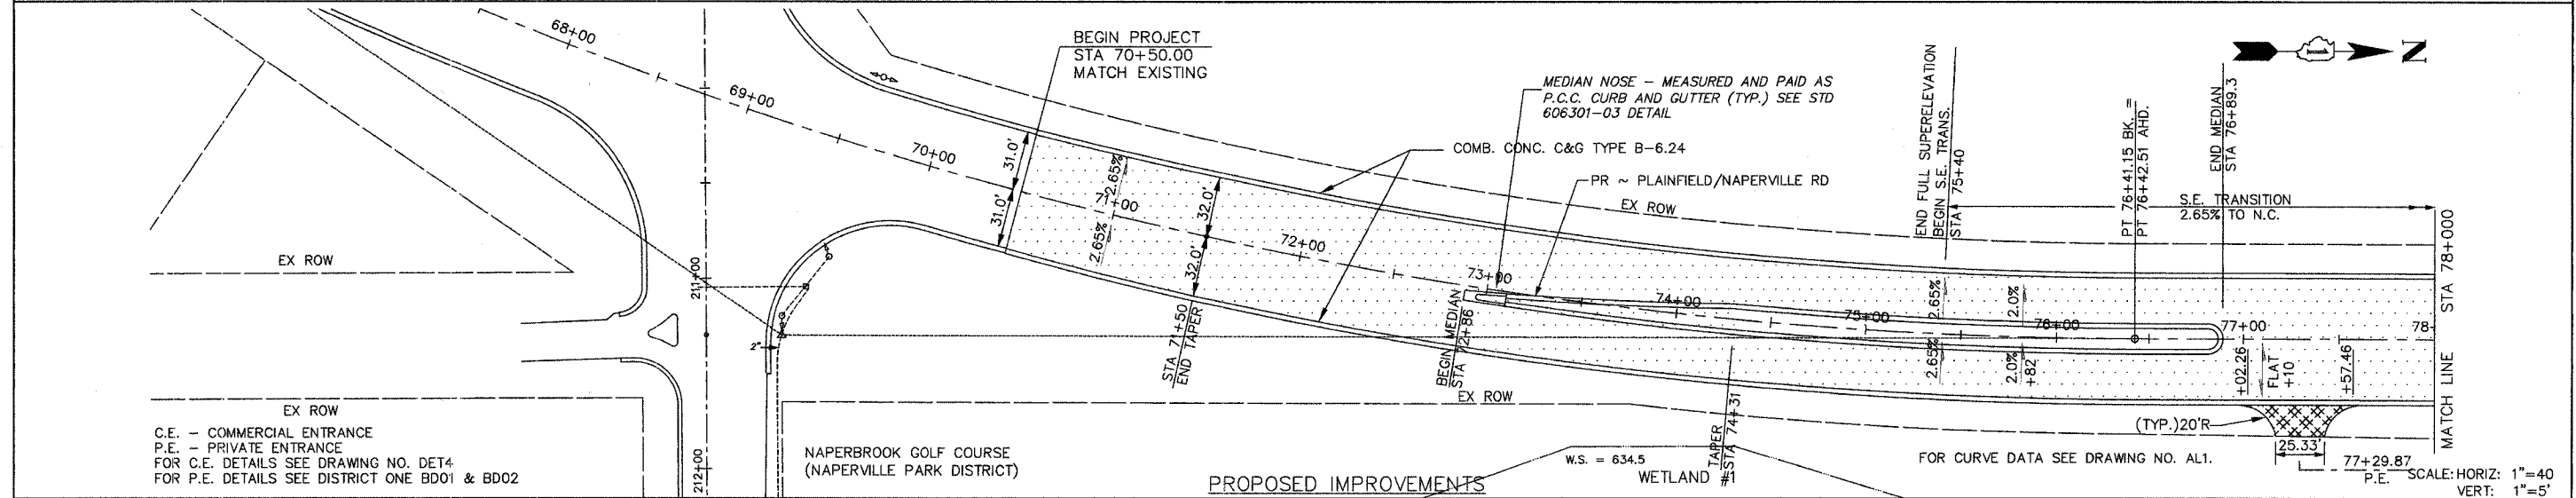 68+00
69+00
70+00
BEGIN PROJECT
STA 70+50.00
MATCH EXISTING
31.0'
31.0'
2.65%
71+00
2.65%
32.0'
32.0'
STA 71+50
END TAPER
72+00
MEDIAN NOSE – MEASURED AND PAID AS
P.C.C. CURB AND GUTTER (TYP.) SEE STD
606301–03 DETAIL
COMB. CONC. C&G TYPE B–6.24
PR ~ PLAINFIELD/NAPERVILLE RD
EX ROW
73+00
BEGIN MEDIAN
STA 72+86
74+00
75+00
76+00
77+00
78
END FULL SUPERELEVATION
BEGIN S.E. TRANS.
STA 75+40
PT 76+41.15 BK. =
PT 76+42.51 AHD.
END MEDIAN
STA 76+89.3
N
S.E. TRANSITION
2.65% TO N.C.
2.65%
2.0%
2.65%
2.0%
+82
+02.26
FLAT
+10
+57.46
MATCH LINE STA 78+000
(TYP.)20'R
25.33'
77+29.87
P.E.
EX ROW
TAPER
STA 74+31
W.S. = 634.5
WETLAND #1
FOR CURVE DATA SEE DRAWING NO. AL1.
SCALE: HORIZ: 1"=40
VERT: 1"=5'
EX ROW
211+00
2"
EX ROW
212+00
C.E. – COMMERCIAL ENTRANCE
P.E. – PRIVATE ENTRANCE
FOR C.E. DETAILS SEE DRAWING NO. DET4
FOR P.E. DETAILS SEE DISTRICT ONE BD01 & BD02
NAPERBROOK GOLF COURSE
(NAPERVILLE PARK DISTRICT)
PROPOSED IMPROVEMENTS